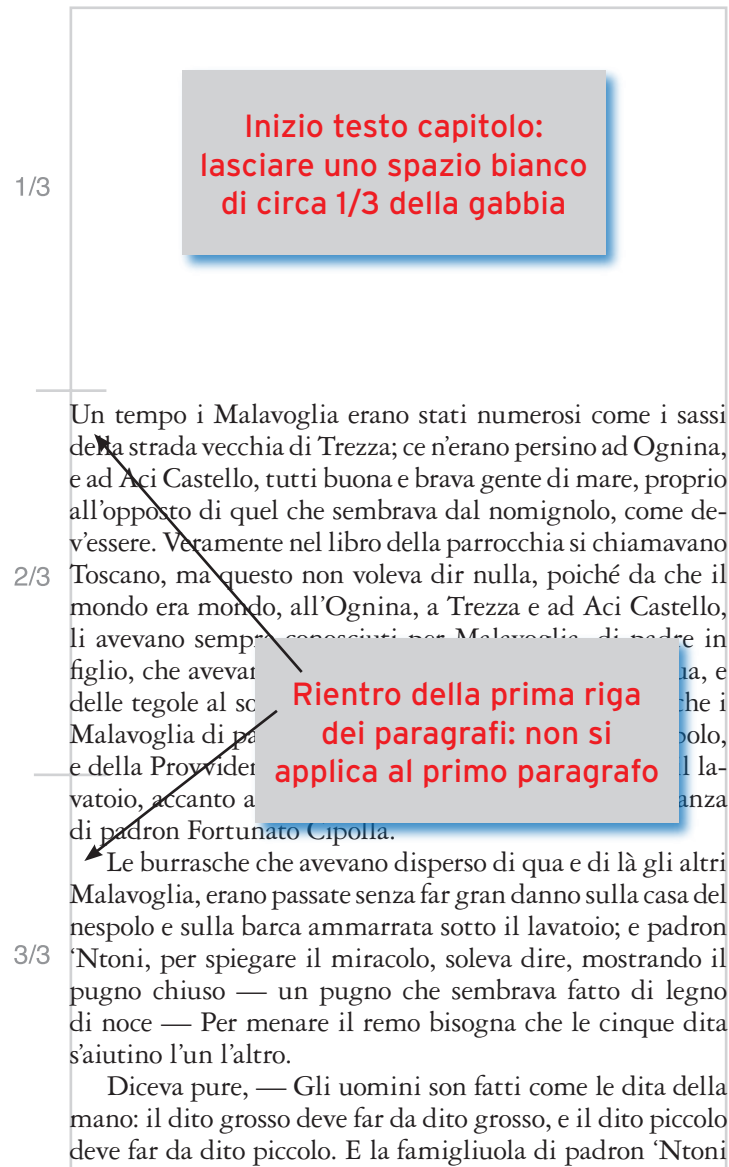 Inizio testo capitolo:
lasciare uno spazio bianco
di circa 1/3 della gabbia
1/3
Un tempo i Malavoglia erano stati numerosi come i sassi
della strada vecchia di Trezza; ce n'erano persino ad Ognina,
e ad Aci Castello, tutti buona e brava gente di mare, proprio
all'opposto di quel che sembrava dal nomignolo, come de-
v'essere. Veramente nel libro della parrocchia si chiamavano
2/3
Toscano, ma questo non voleva dir nulla, poiché da che il
mondo era mondo, all'Ognina, a Trezza e ad Aci Castello,
li avevano sempre conosciuti per Malavoglia, di padre in
figlio, che e
delle tegole al che i
Malavoglia di
e della la-
vatoio, accanto
di padron Fortunato Cipolla.
Rientro della prima riga
dei paragrafi: non si
applica al primo paragrafo
Le burrasche che avevano disperso di qua e di là gli altri
Malavoglia, erano passate senza far gran danno sulla casa del
nespolo e sulla barca ammarrata sotto il lavatoio; e padron
3/3
‘Ntoni, per spiegare il miracolo, soleva dire, mostrando il
pugno chiuso — un pugno che sembrava fatto di legno
di noce — Per menare il remo bisogna che le cinque dita
s'aiutino l'un l'altro.
Diceva pure, — Gli uomini son fatti come le dita della
mano: il dito grosso deve far da dito grosso, e il dito piccolo
deve far da dito piccolo. E la famigliuola di padron ‘Ntoni